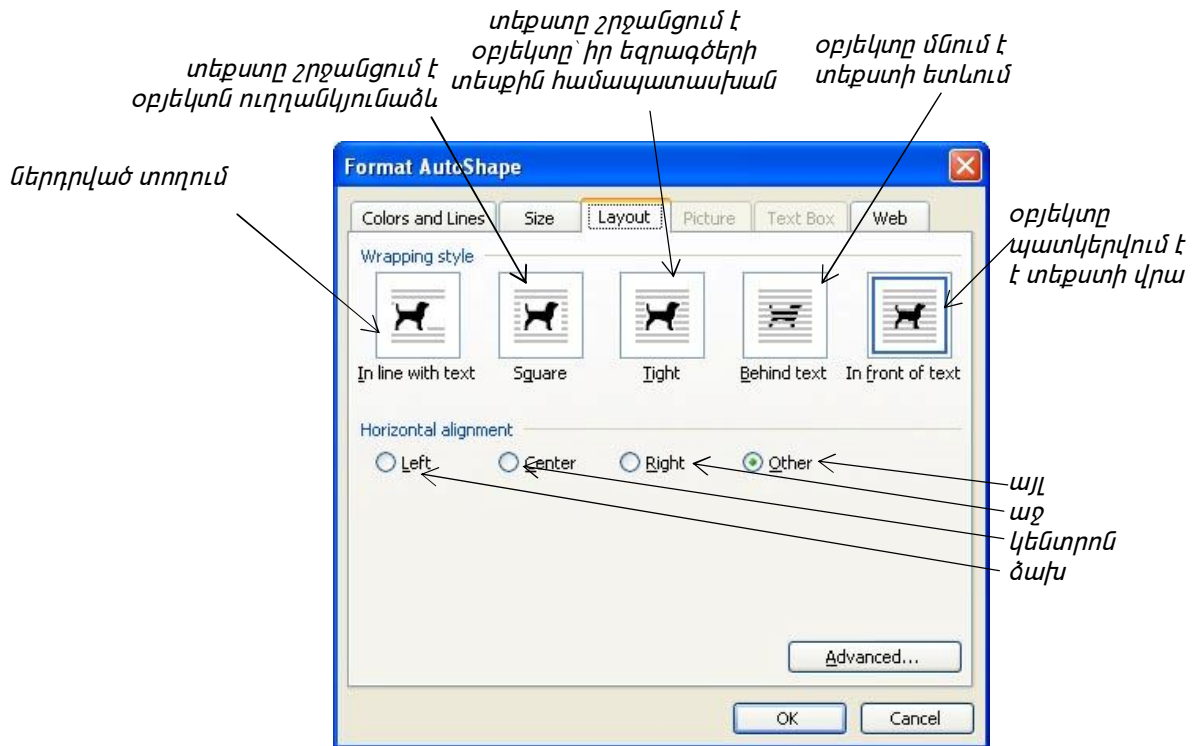 տեքստը շրջանցում է
օբյեկտը՝ իր եզրագծերի
տեսքին համապատասխան
օբյեկտը մնում է
տեքստի ետևում
տեքստը շրջանցում է
օբյեկտն ուղղանկյունաձև
ներդրված տողում
Format AutoShape
Colors and Lines Size Layout Picture Text Box Web
օբյեկտը
պատկերվում է
է տեքստի վրա
Wrapping style
In line with text Square Tight Behind text In front of text
Horizontal alignment
Left Center Right Other
այլ
աջ
կենտրոն
ձախ
Advanced...
OK Cancel